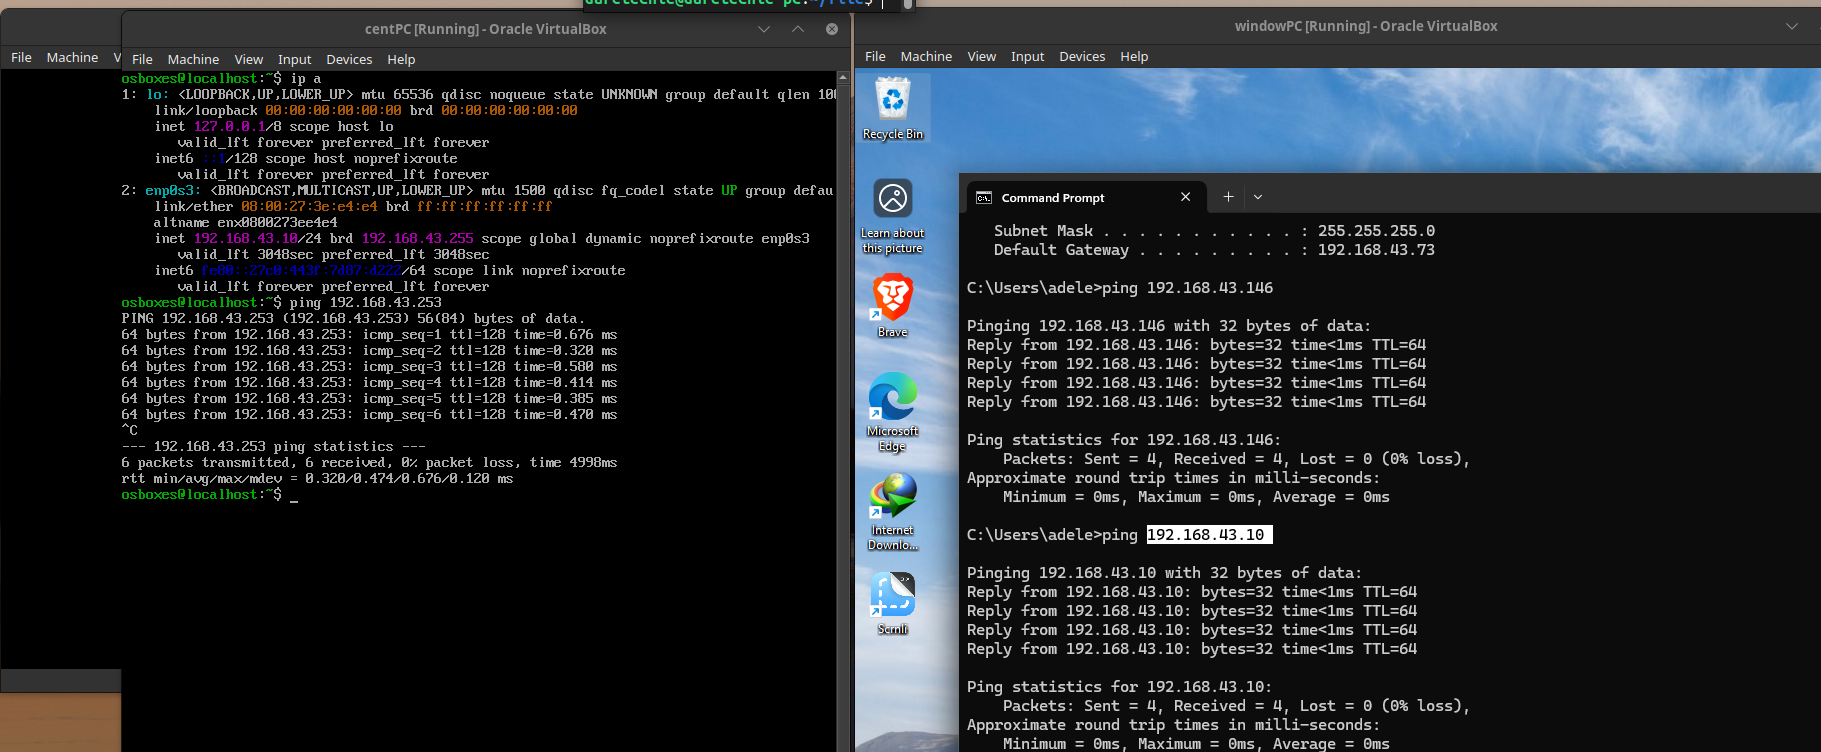 centPC [Running] - Oracle VirtualBox
File Machine
File Machine View Input Devices Help
osboxes@localhost:~$ ip a
1: lo: <LOOPBACK,UP,LOWER_UP> mtu 65536 qdisc noqueue state UNKNOWN group default qlen
link/loopback 00:00:00:00:00:00 brd 00:00:00:00:00:00
inet 127.0.0.1/8 scope host lo
valid_lft forever preferred_lft forever
inet6 ::1/128 scope host noprefixroute
valid_lft forever preferred_lft forever
2: enp0s3: <BROADCAST,MULTICAST,UP,LOWER_UP> mtu 1500 qdisc fq_codel state UP group defau
link/ether 08:00:27:3e:e4:e4 brd ff:ff:ff:ff:ff:ff
altname enx0800273ee4e4
inet 192.168.43.10/24 brd 192.168.43.255 scope global dynamic noprefixroute enp0s3
valid_lft 3048sec preferred_lft 3048sec
inet6 fe80::27c0:443f:7d87:d222/64 scope link noprefixroute
valid_lft forever preferred_lft forever
osboxes@localhost:~$ ping 192.168.43.253
PING 192.168.43.253 (192.168.43.253) 56(84) bytes of data.
64 bytes from 192.168.43.253: icmp_seq=1 ttl=128 time=0.676 ms
64 bytes from 192.168.43.253: icmp_seq=2 ttl=128 time=0.320 ms
64 bytes from 192.168.43.253: icmp_seq=3 ttl=128 time=0.580 ms
64 bytes from 192.168.43.253: icmp_seq=4 ttl=128 time=0.414 ms
64 bytes from 192.168.43.253: icmp_seq=5 ttl=128 time=0.385 ms
64 bytes from 192.168.43.253: icmp_seq=6 ttl=128 time=0.470 ms
^C
--- 192.168.43.253 ping statistics ---
6 packets transmitted, 6 received, 0% packet loss, time 4998ms
rtt min/avg/max/mdev = 0.320/0.474/0.676/0.120 ms
osboxes@localhost:~$ _
windowPC [Running] - Oracle VirtualBox
File Machine View Input Devices Help
Recycle Bin
Learn about
this picture
Brave
Microsoft
Edge
Internet
Downlo...
Scrnli
Command Prompt
Subnet Mask . . . . . . . . . . . : 255.255.255.0
Default Gateway . . . . . . . . . : 192.168.43.73
C:\Users\adele>ping 192.168.43.146
Pinging 192.168.43.146 with 32 bytes of data:
Reply from 192.168.43.146: bytes=32 time<1ms TTL=64
Reply from 192.168.43.146: bytes=32 time<1ms TTL=64
Reply from 192.168.43.146: bytes=32 time<1ms TTL=64
Reply from 192.168.43.146: bytes=32 time<1ms TTL=64
Ping statistics for 192.168.43.146:
Packets: Sent = 4, Received = 4, Lost = 0 (0% loss),
Approximate round trip times in milli-seconds:
Minimum = 0ms, Maximum = 0ms, Average = 0ms
C:\Users\adele>ping 192.168.43.10
Pinging 192.168.43.10 with 32 bytes of data:
Reply from 192.168.43.10: bytes=32 time<1ms TTL=64
Reply from 192.168.43.10: bytes=32 time<1ms TTL=64
Reply from 192.168.43.10: bytes=32 time<1ms TTL=64
Reply from 192.168.43.10: bytes=32 time<1ms TTL=64
Ping statistics for 192.168.43.10:
Packets: Sent = 4, Received = 4, Lost = 0 (0% loss),
Approximate round trip times in milli-seconds:
Minimum = 0ms, Maximum = 0ms, Average = 0ms